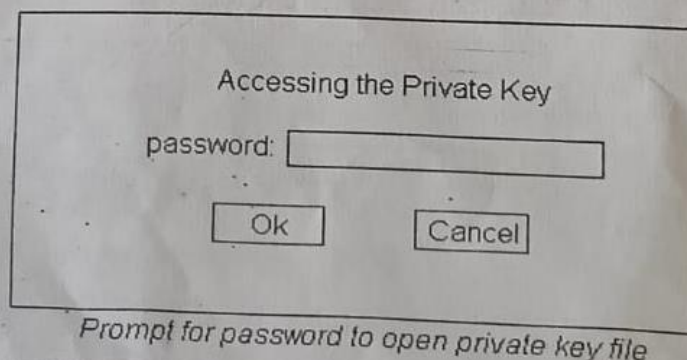 Accessing the Private Key
password:
Ok Cancel
Prompt for password to open private key file